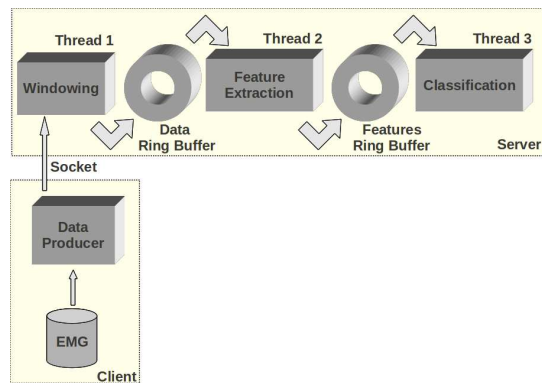 Thread 1
Thread 2
Thread 3
Windowing
Feature
Extraction
Classification
Data
Ring Buffer
Features
Ring Buffer
Server
Socket
Data
Producer
EMG
Client